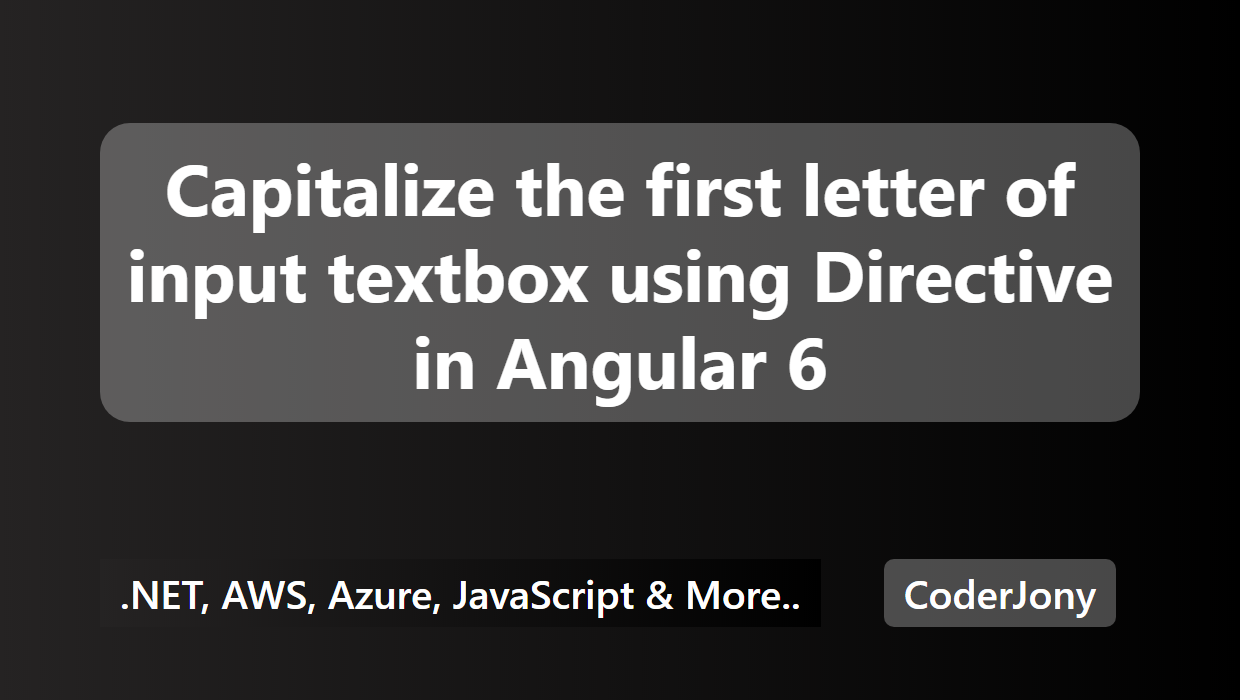 Capitalize the first letter of
input textbox using Directive
in Angular 6
.NET, AWS, Azure, JavaScript & More..
CoderJony